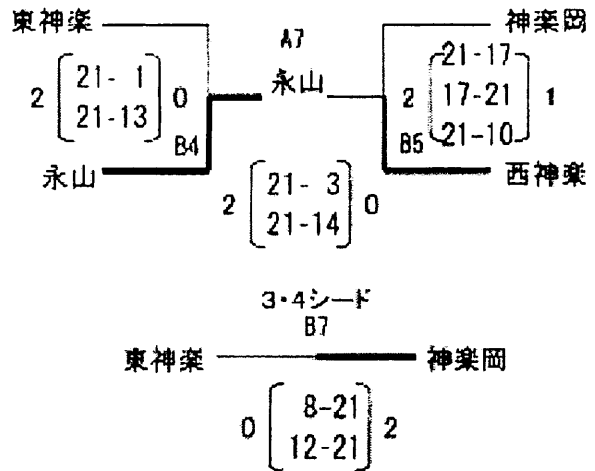 東神楽 A7 神楽岡
21- 1
2 21-13 0
永山
21-17
2 17-21 1
21-10
B4 B5
永山 西神楽
21- 3
2 21-14 0
3・4シード
B7
東神楽 神楽岡
8-21
0 12-21 2